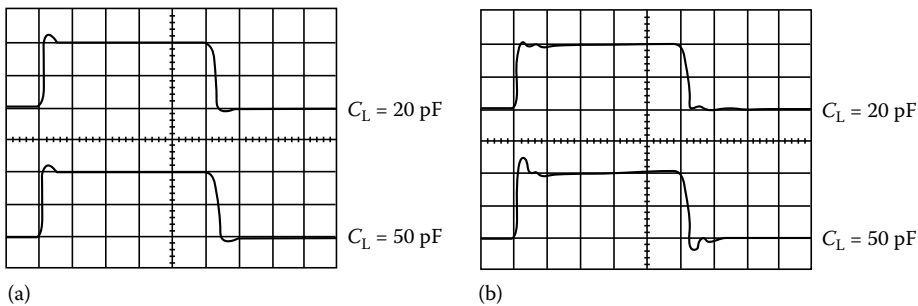 C_L = 20 pF
C_L = 50 pF
(a)
C_L = 20 pF
C_L = 50 pF
(b)